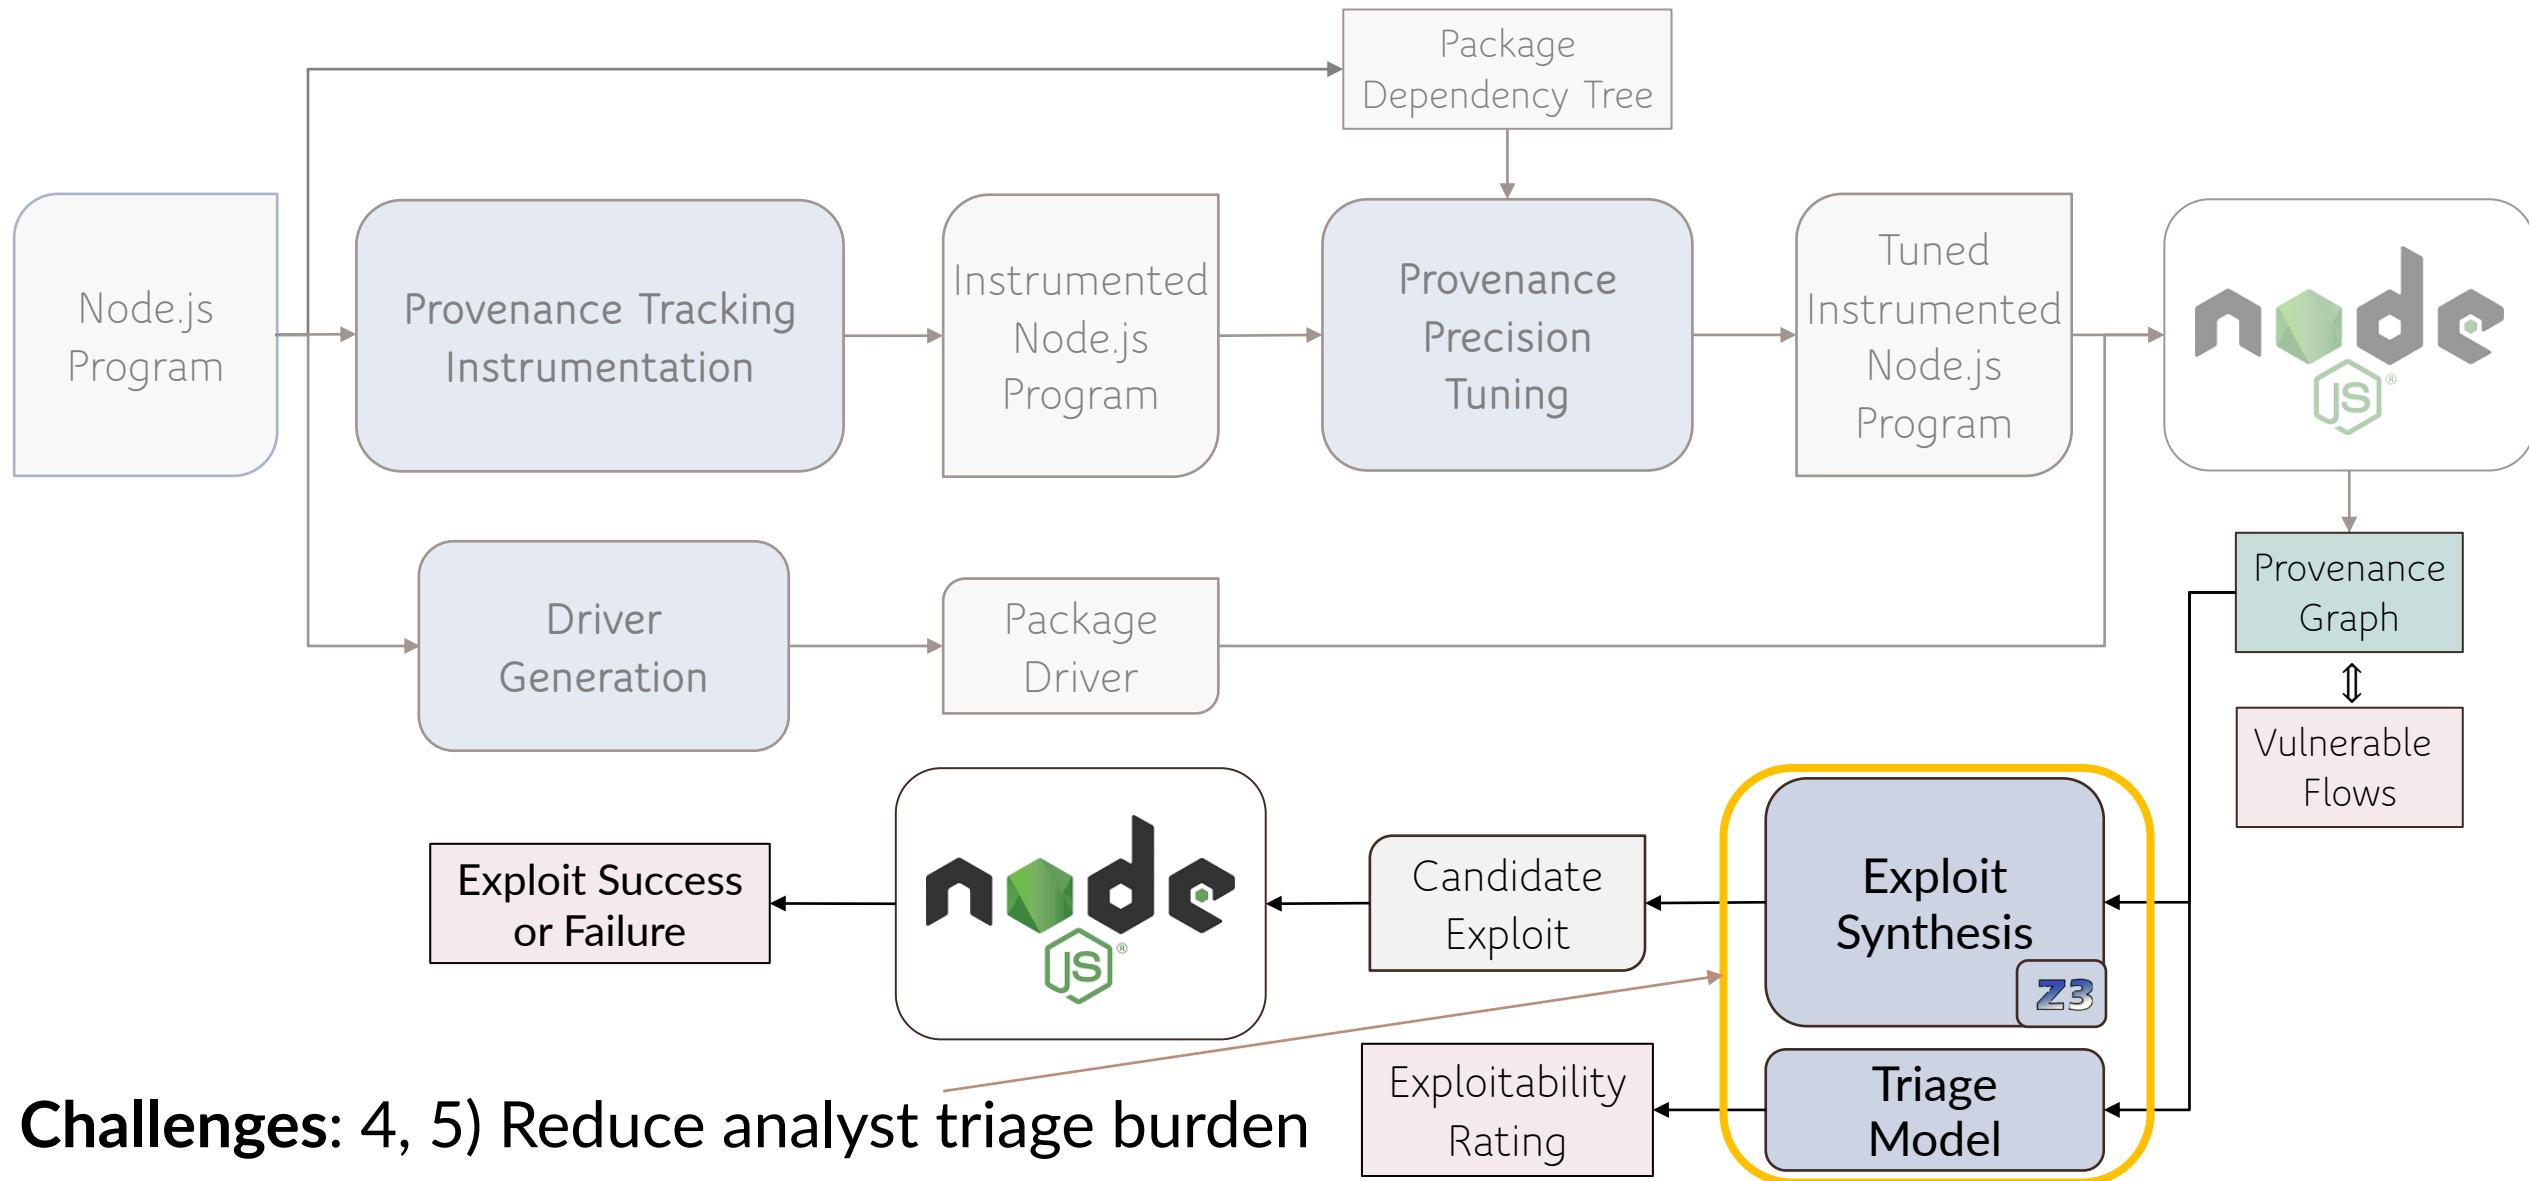 Package
Dependency Tree
Node.js
Program
Provenance Tracking
Instrumentation
Instrumented
Node.js
Program
Provenance
Precision
Tuning
Tuned
Instrumented
Node.js
Program
node
JS®
Driver
Generation
Package
Driver
Provenance
Graph
⇕
Vulnerable
Flows
Exploit Success
or Failure
node
JS®
Candidate
Exploit
Exploit
Synthesis
Z3
Exploitability
Rating
Triage
Model
Challenges: 4, 5) Reduce analyst triage burden